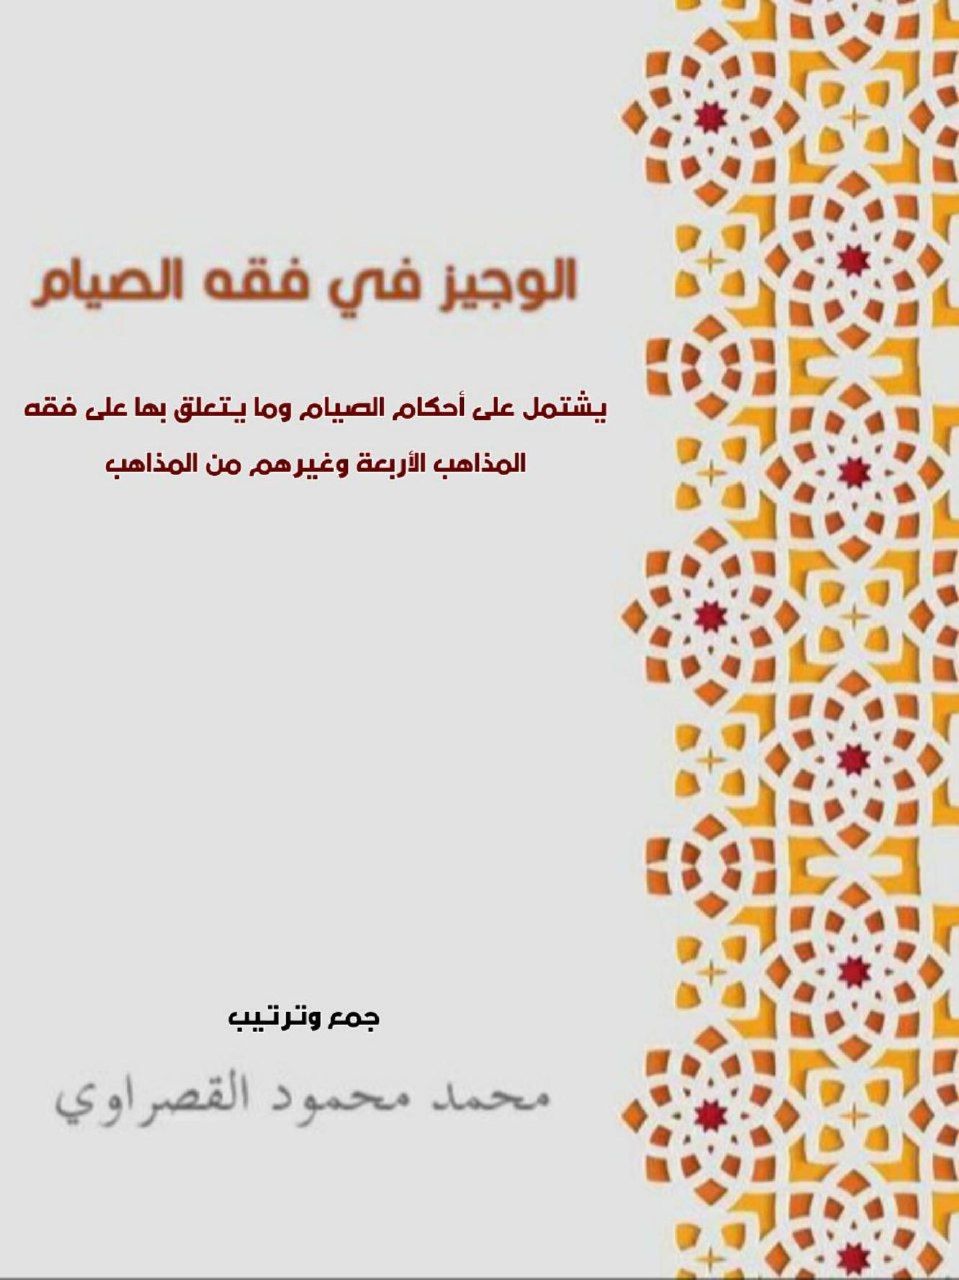 الوجيز في فقه الصيام
يشتمل على أحكام الصيام وما يتعلق بها على فقه
المذاهب الأربعة وغيرهم من المذاهب
جمع وترتيب
محمد محمود القصراوي